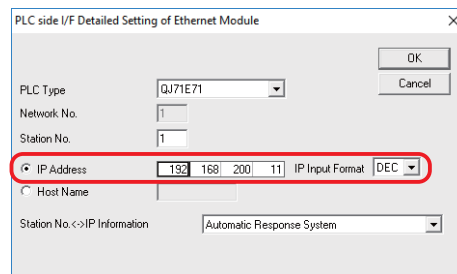 PLC side I/F Detailed Setting of Ethernet Module
OK
PLC Type QJ71E71 Cancel
Network No. 1
Station No. 1
IP Address 192 168 200 11 IP Input Format DEC
Host Name
Station No.<->IP Information Automatic Response System